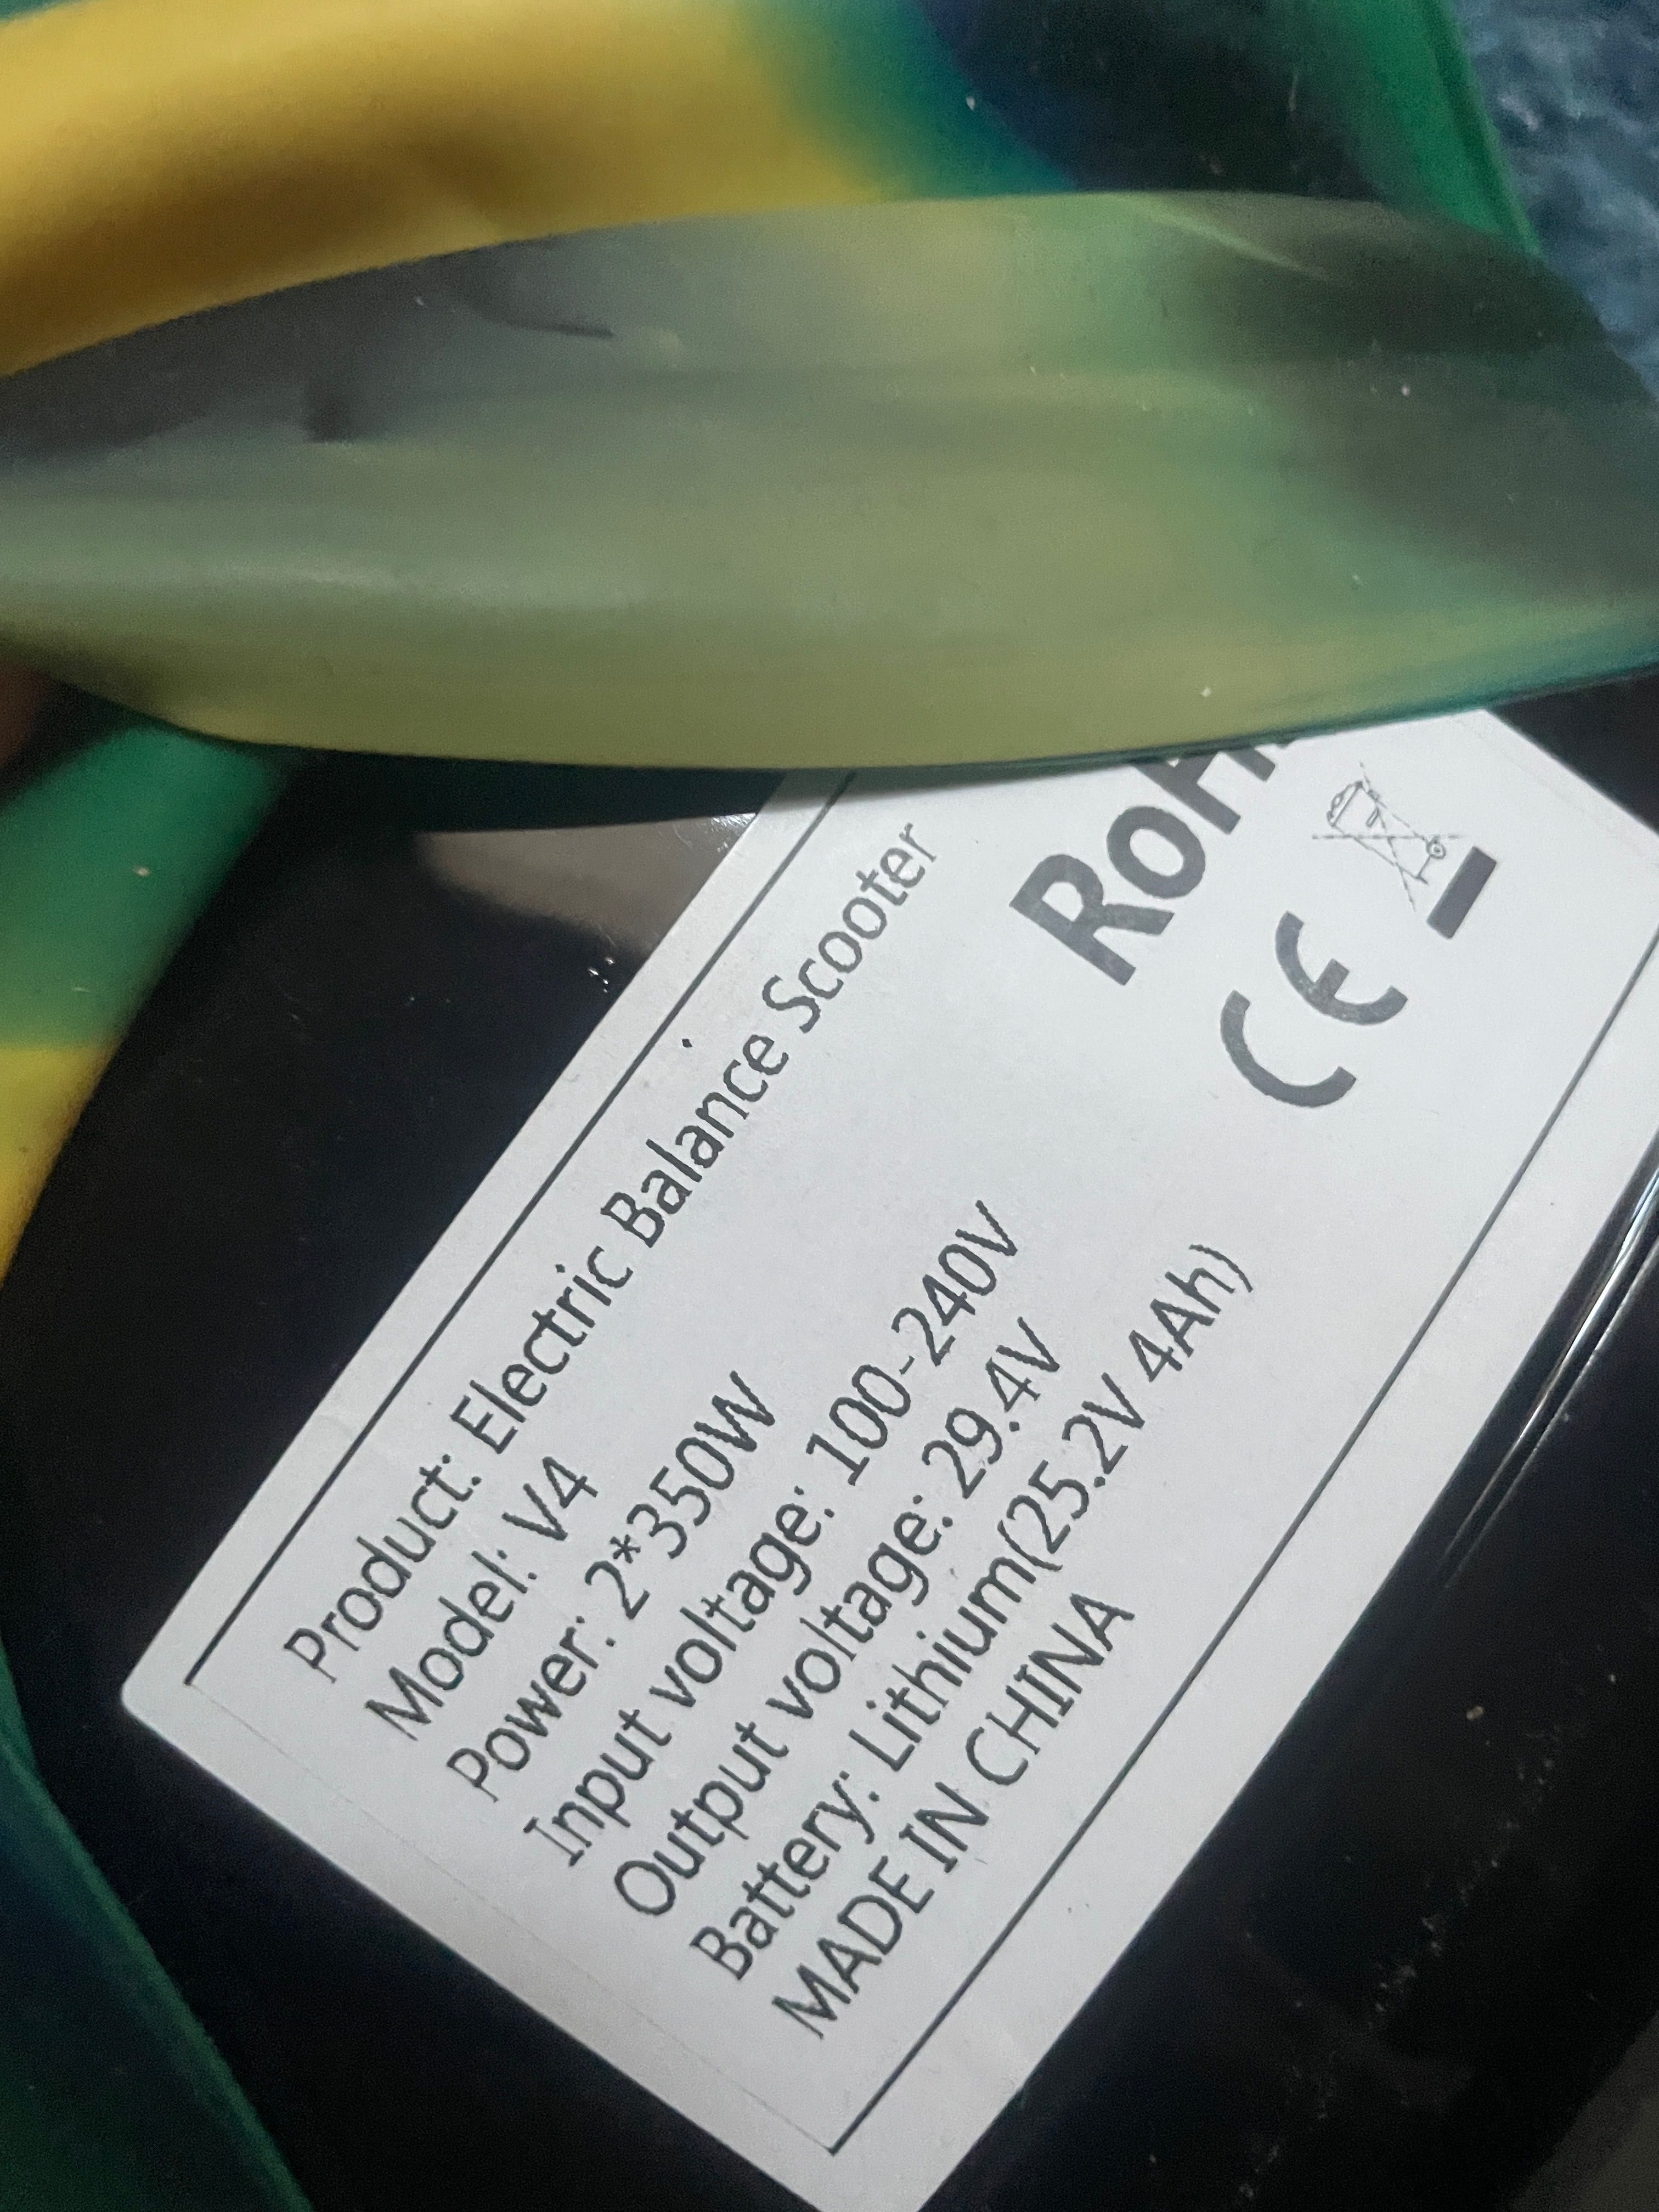 Product: Electric Balance Scooter
Model: V4
Power: 2*350W
Input voltage: 100-240V
Output voltage: 29.4V
Battery: Lithium(25.2V 4Ah)
MADE IN CHINA
RoH
CE